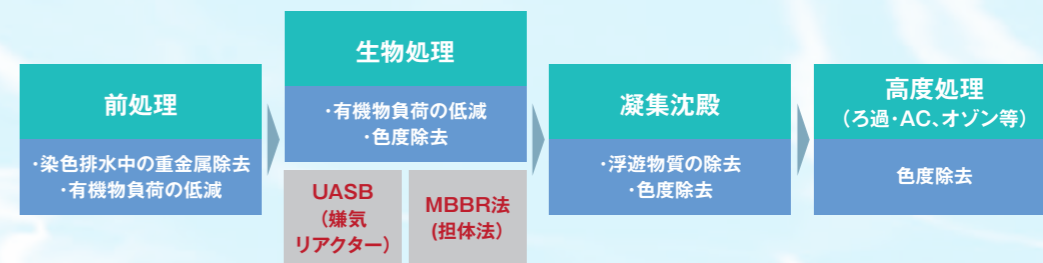 前処理
・染色排水中の重金属除去
・有機物負荷の低減
生物処理
・有機物負荷の低減
・色度除去
UASB
（嫌気
リアクター）
MBBR法
(担体法)
凝集沈殿
・浮遊物質の除去
・色度除去
高度処理
（ろ過・AC、オゾン等）
色度除去